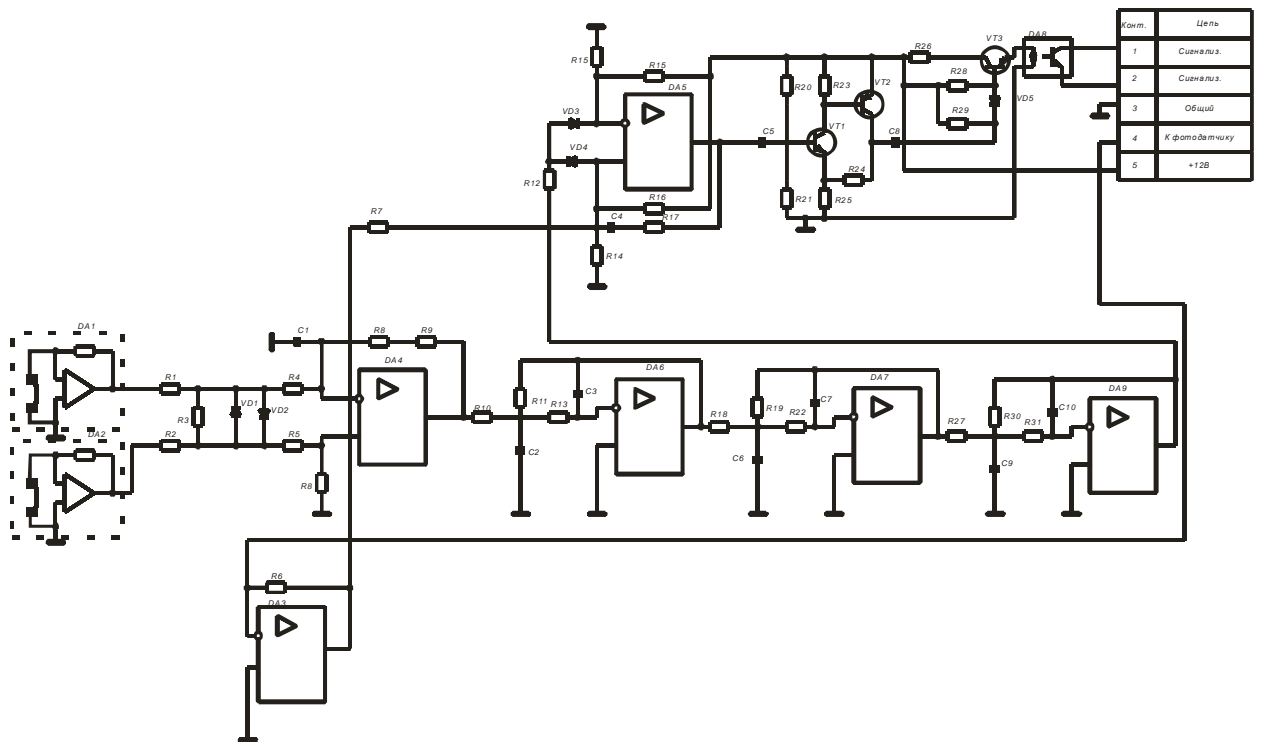 Конт. Цепь
1 Сигнализ.
2 Сигнализ.
3 Общий
4 К фотодатчику
5 +12В
VT3
DA8
R26
R15
R15
DA5
R28
R20
R23
VT2
VD5
VD3
R29
C5
VT1
C8
VD4
R12
R24
R16
R21
R25
R7
C4
R17
R14
DA1
C1
R8
R9
DA4
DA6
DA7
DA9
R1
R4
C3
C7
C10
R3
VD1
VD2
R10
R11
R13
R18
R19
R22
R27
R30
R31
DA2
R2
R5
C2
C6
C9
R8
R6
DA3